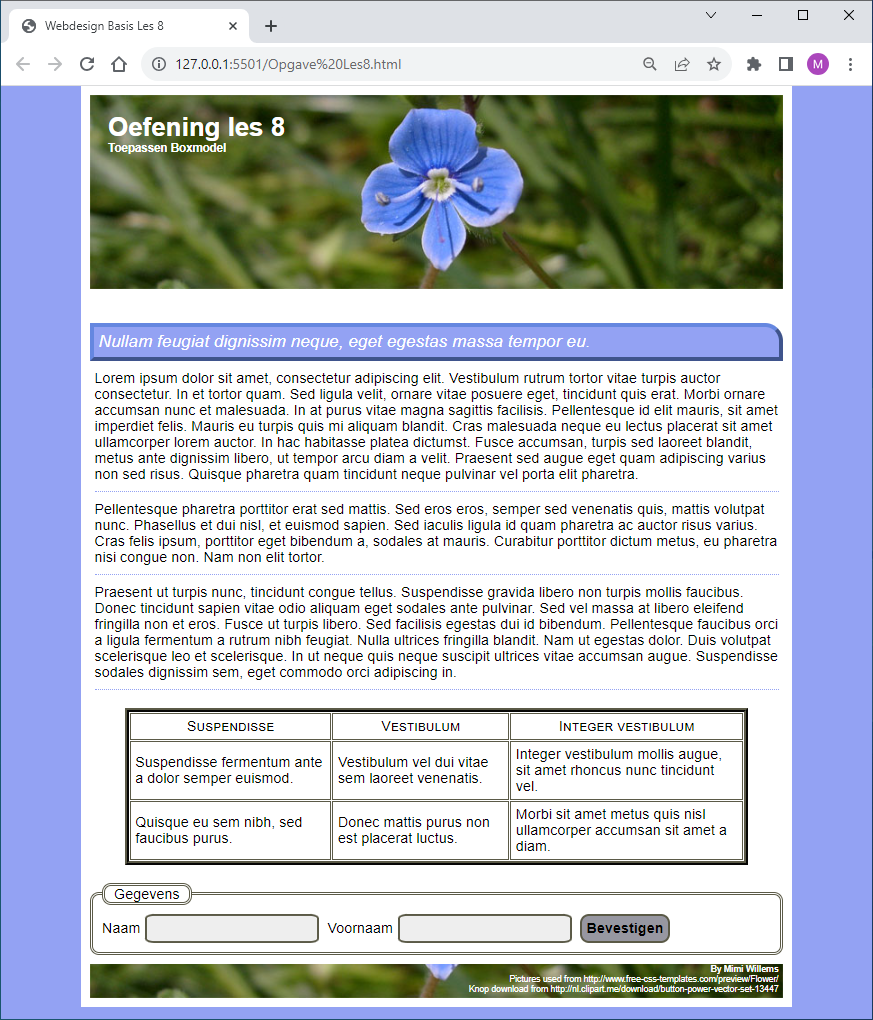 Webdesign Basis Les 8
127.0.0.1:5501/Opgave%20Les8.html
M
Oefening les 8
Toepassen Boxmodel
Nullam feugiat dignissim neque, eget egestas massa tempor eu.
Lorem ipsum dolor sit amet, consectetur adipiscing elit. Vestibulum rutrum tortor vitae turpis auctor
consectetur. In et tortor quam. Sed ligula velit, ornare vitae posuere eget, tincidunt quis erat. Morbi ornare
accumsan nunc et malesuada. In at purus vitae magna sagittis facilisis. Pellentesque id elit mauris, sit amet
imperdiet felis. Mauris eu turpis quis mi aliquam blandit. Cras malesuada neque eu lectus placerat sit amet
ullamcorper lorem auctor. In hac habitasse platea dictumst. Fusce accumsan, turpis sed laoreet blandit,
metus ante dignissim libero, ut tempor arcu diam a velit. Praesent sed augue eget quam adipiscing varius
non sed risus. Quisque pharetra quam tincidunt neque pulvinar vel porta elit pharetra.
Pellentesque pharetra porttitor erat sed mattis. Sed eros eros, semper sed venenatis quis, mattis volutpat
nunc. Phasellus et dui nisl, et euismod sapien. Sed iaculis ligula id quam pharetra ac auctor risus varius.
Cras felis ipsum, porttitor eget bibendum a, sodales at mauris. Curabitur porttitor dictum metus, eu pharetra
nisi congue non. Nam non elit tortor.
Praesent ut turpis nunc, tincidunt congue tellus. Suspendisse gravida libero non turpis mollis faucibus.
Donec tincidunt sapien vitae odio aliquam eget sodales ante pulvinar. Sed vel massa at libero eleifend
fringilla non et eros. Fusce ut turpis libero. Sed facilisis egestas dui id bibendum. Pellentesque faucibus orci
a ligula fermentum a rutrum nibh feugiat. Nulla ultrices fringilla blandit. Nam ut egestas dolor. Duis volutpat
scelerisque leo et scelerisque. In ut neque quis neque suscipit ultrices vitae accumsan augue. Suspendisse
sodales dignissim sem, eget commodo orci adipiscing in.
Suspendisse Vestibulum Integer vestibulum
Suspendisse fermentum ante
a dolor semper euismod.
Vestibulum vel dui vitae
sem laoreet venenatis.
Integer vestibulum mollis augue,
sit amet rhoncus nunc tincidunt
vel.
Quisque eu sem nibh, sed
faucibus purus.
Donec mattis purus non
est placerat luctus.
Morbi sit amet metus quis nisl
ullamcorper accumsan sit amet a
diam.
Gegevens
Naam Voornaam Bevestigen
By Mimi Willems
Pictures used from http://www.free-css-templates.com/preview/Flower/
Knop download from http://nl.clipart.me/download/button-power-vector-set-13447